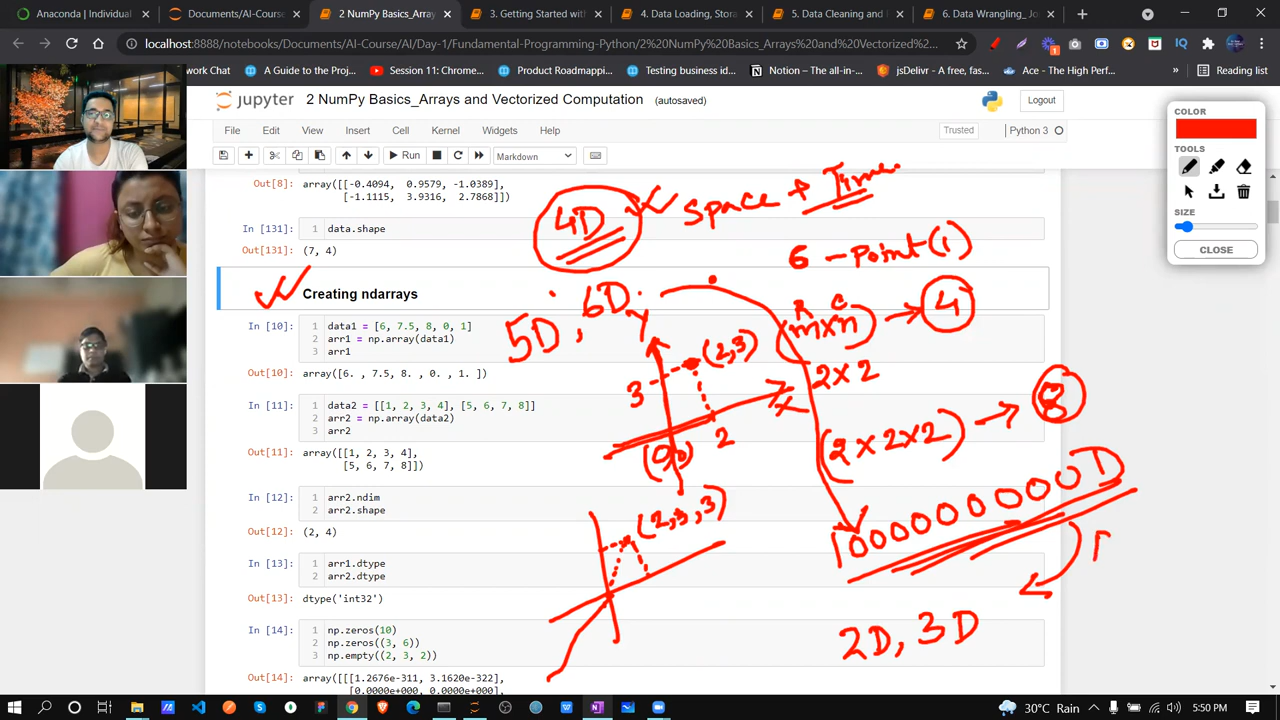 Anaconda | Individual
Documents/AI-Course
2 NumPy Basics_Array
3. Getting Started with
4. Data Loading, Stora
5. Data Cleaning and
6. Data Wrangling_ Jo
localhost:8888/notebooks/Documents/AI-Course/AI/Day-1/Fundamental-Programming-Python/2%20NumPy%20Basics_Arrays%20and%20Vectorized%20C...
work Chat
A Guide to the Proj...
Session 11: Chrome...
Product Roadmappi...
Testing business id...
Notion – The all-in-...
jsDelivr - A free, fas...
Ace - The High Perf...
Reading list
jupyter
2 NumPy Basics_Arrays and Vectorized Computation
(autosaved)
Logout
File
Edit
View
Insert
Cell
Kernel
Widgets
Help
Trusted
Python 3
Run
Markdown
COLOR
TOOLS
SIZE
CLOSE
Out[8]: array([[-0.4094, 0.9579, -1.0389],
[-1.1115, 3.9316, 2.7868]])
In [131] 1 data.shape
Out[131]: (7, 4)
Creating ndarrays
In [10]: 1 data1 = [6, 7.5, 8, 0, 1]
2 arr1 = np.array(data1)
3 arr1
Out[10]: array([6. , 7.5, 8. , 0. , 1. ])
In [11]: 1 data2 = [[1, 2, 3, 4], [5, 6, 7, 8]]
2 arr2 = np.array(data2)
3 arr2
Out[11]: array([[1, 2, 3, 4],
[5, 6, 7, 8]])
In [12]: 1 arr2.ndim
2 arr2.shape
Out[12]: (2, 4)
In [13]: 1 arr1.dtype
2 arr2.dtype
Out[13]: dtype('int32')
In [14]: 1 np.zeros(10)
2 np.zeros((3, 6))
3 np.empty((2, 3, 2))
Out[14]: array([[[1.2676e-311, 3.1620e-322],
[0.0000e+000, 0.0000e+000],
4D
Space + Time
6 - Point(1)
5D, 6D
y
R C
(m×n) → 4
(2,3)
3
2×2
x
2
(0,0)
(2×2×2) → 8
(2,3,3)
1000000000D
2D, 3D
30°C Rain
ENG
5:50 PM